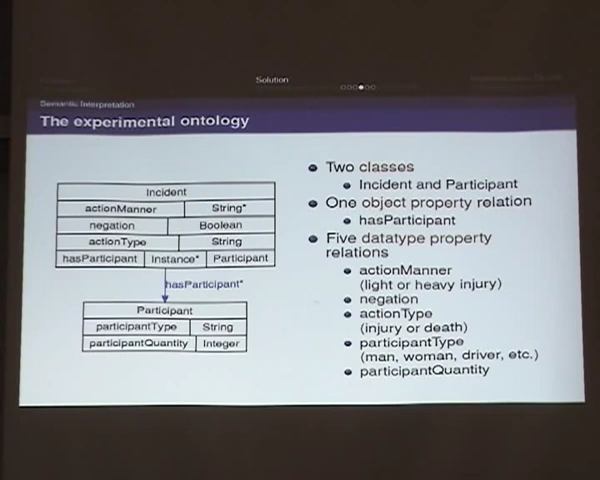 Solution
Semantic Interpretation
The experimental ontology
Incident
actionManner String*
negation Boolean
actionType String
hasParticipant Instance* Participant
hasParticipant*
Participant
participantType String
participantQuantity Integer
Two classes
Incident and Participant
One object property relation
hasParticipant
Five datatype property
relations
actionManner
(light or heavy injury)
negation
actionType
(injury or death)
participantType
(man, woman, driver, etc.)
participantQuantity